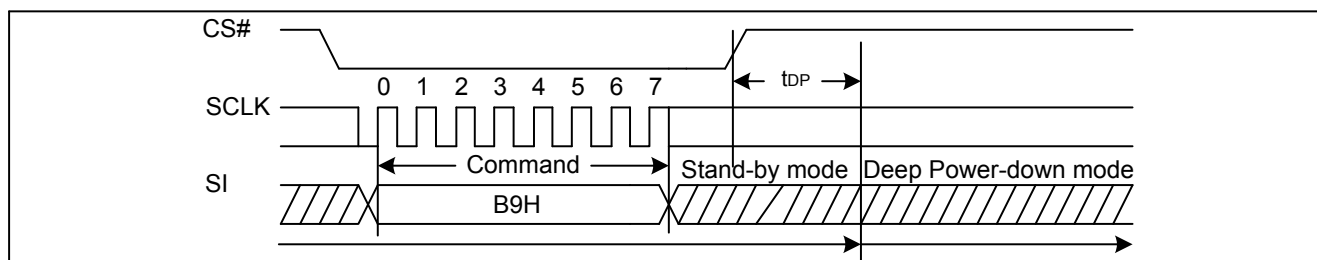 CS#
tDP
0 1 2 3 4 5 6 7
SCLK
Command
Stand-by mode Deep Power-down mode
SI
B9H